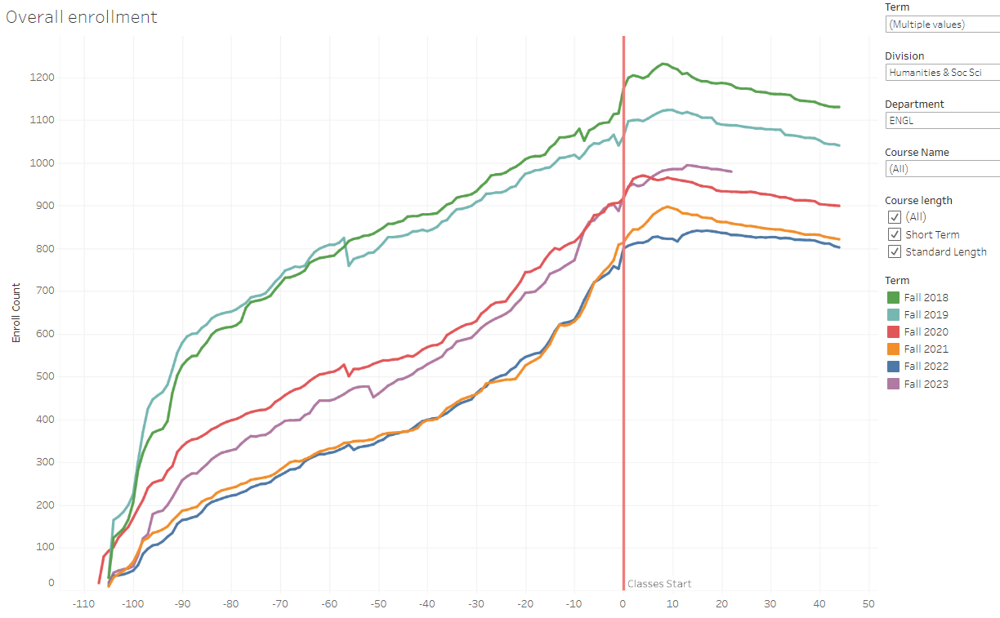 Overall enrollment
Enroll Count
1200
1100
1000
900
800
700
600
500
400
300
200
100
0
-110 -100 -90 -80 -70 -60 -50 -40 -30 -20 -10 0 10 20 30 40 50
Classes Start
Term
(Multiple values)
Division
Humanities & Soc Sci
Department
ENGL
Course Name
(All)
Course length
(All)
Short Term
Standard Length
Term
Fall 2018
Fall 2019
Fall 2020
Fall 2021
Fall 2022
Fall 2023